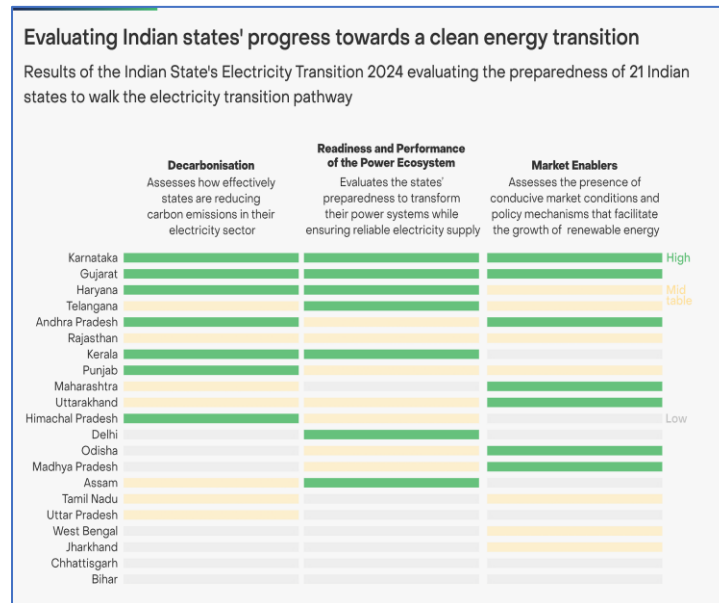 Evaluating Indian states' progress towards a clean energy transition
Results of the Indian State's Electricity Transition 2024 evaluating the preparedness of 21 Indian
states to walk the electricity transition pathway
Decarbonisation
Assesses how effectively
states are reducing
carbon emissions in their
electricity sector
Readiness and Performance
of the Power Ecosystem
Evaluates the states'
preparedness to transform
their power systems while
ensuring reliable electricity supply
Market Enablers
Assesses the presence of
conducive market conditions and
policy mechanisms that facilitate
the growth of renewable energy
Karnataka
High
Gujarat
Haryana
Mid
table
Telangana
Andhra Pradesh
Rajasthan
Kerala
Punjab
Maharashtra
Uttarakhand
Himachal Pradesh
Low
Delhi
Odisha
Madhya Pradesh
Assam
Tamil Nadu
Uttar Pradesh
West Bengal
Jharkhand
Chhattisgarh
Bihar